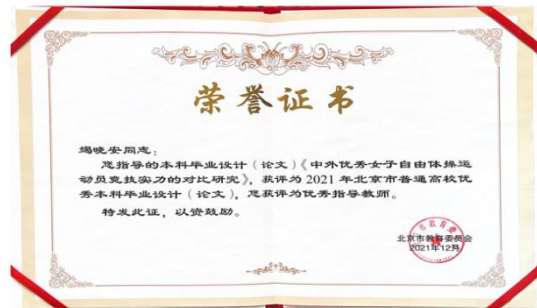 荣誉证书
竭晓安同志：
您指导的本科毕业设计（论文）《中外优秀女子自由体操运
动员竞技实力的对比研究》，获评为 2021 年北京市普通高校优
秀本科毕业设计（论文），您获评为优秀指导教师。
特发此证，以资鼓励。
北京市教育委员会
2021年12月